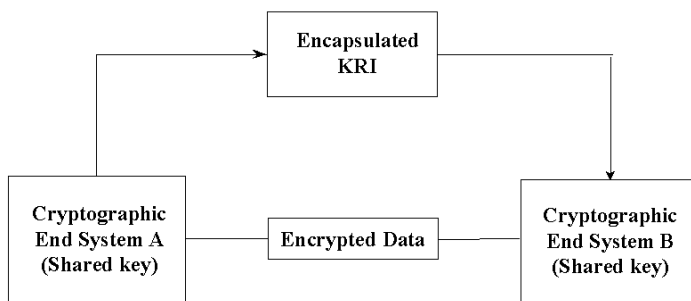 Encapsulated
KRI
Cryptographic
End System A
(Shared key)
Encrypted Data
Cryptographic
End System B
(Shared key)